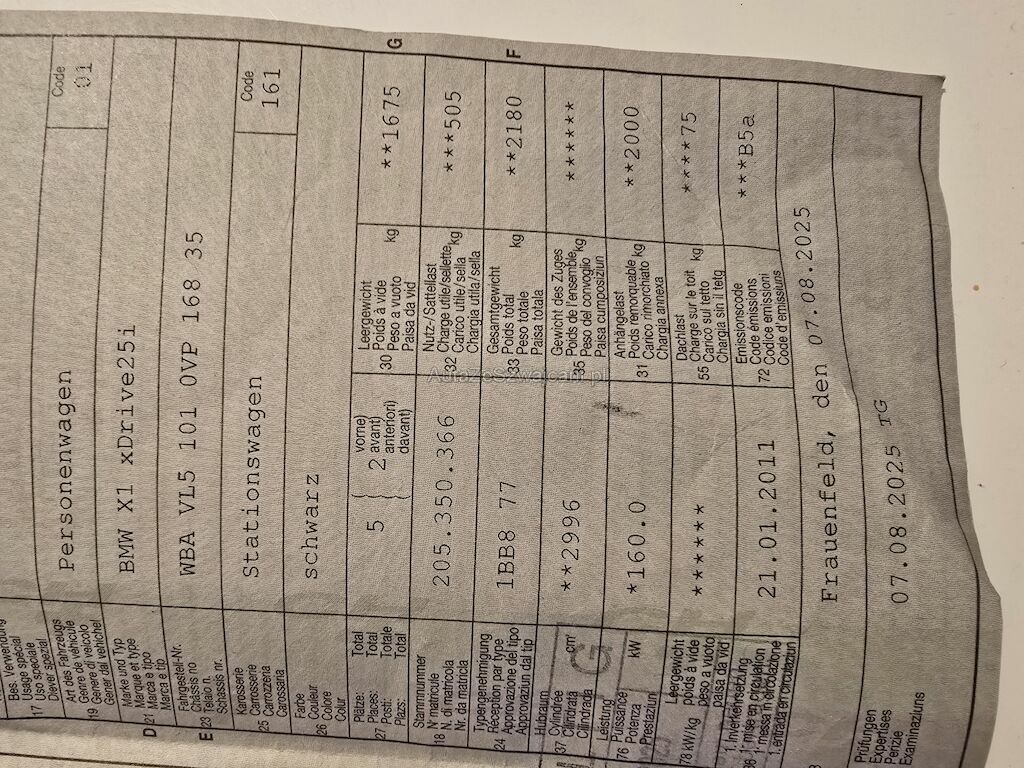 Bes. Verwendung
Usage spécial
17 Uso speciale
Diever spezial
Art des Fahrzeugs
Genre de véhicule
19 Genere di veicolo
Gener dal vehichel
Personenwagen
Code
01
Marke und Typ
Marque et type
D 21 Marca e tipo
Marca e tip
BMW X1 xDrive25i
Fahrgestell-Nr.
Châssis no
E 23 Telaio n.
Schassis nr.
WBA VL5 101 0VP 168 35
Karosserie
Carrosserie
25 Carrozzeria
Carossaria
Stationswagen
Code
161
Farbe
Couleur
26 Colore
Colur
schwarz
Plätze: Total
Places: Total
27 Posti: Totale
Plazs: Total
5 { 2
vorne)
avant)
anteriori)
davant)
Leergewicht
Poids à vide
30 Peso a vuoto kg
Paisa da vid
**1675
G
Stammnummer
N° matricule
18 N. di matricola
Nr. da matricla
205.350.366
Nutz-/Sattellast
Charge utile/sellette
32 Carico utile/sella kg
Chargia utila/sella
***505
Typengenehmigung
Réception par type
24 Approvazione del tipo
Approvaziun dal tip
1BB8 77
Gesamtgewicht
33 Poids total
Peso totale kg
Paisa totala
**2180
F
Hubraum
37 Cylindrée cm³
Cilindrata
Cilindrada
**2996
Gewicht des Zuges
Poids de l'ensemble
35 Peso del convoglio kg
Paisa cumposiziun
******
Leistung
76 Puissance kW
Potenza
Prestaziun
*160.0
Anhängelast
31 Poids remorquable kg
Carico rimorchiato
Chargia annexa
**2000
Leergewicht
78 kW/kg poids à vide
peso a vuoto
paisa da vid
******
Dachlast
55 Charge sur le toit kg
Carico sul tetto
Chargia sin il tetg
****75
1. Inverkehrsetzung
1 mise en circulation
36 1 messa in circolazione
1. entrada en circulaziun
21.01.2011
Emissionscode
72 Code émissions
Codice emissioni
Code d'emissiuns
***B5a
Frauenfeld, den 07.08.2025
Prüfungen
Expertises
Perizie
Examinaziuns
07.08.2025 TG
G
AutaZeSzwajcarii.pl